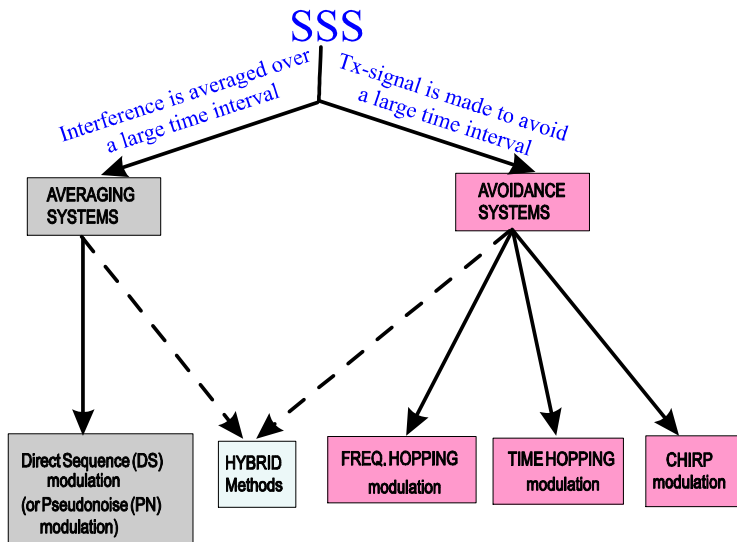 SSS
Interference is averaged over
a large time interval
Tx-signal is made to avoid
a large time interval
AVERAGING
SYSTEMS
AVOIDANCE
SYSTEMS
Direct Sequence (DS)
modulation
(or Pseudonoise (PN)
modulation)
HYBRID
Methods
FREQ. HOPPING
modulation
TIME HOPPING
modulation
CHIRP
modulation